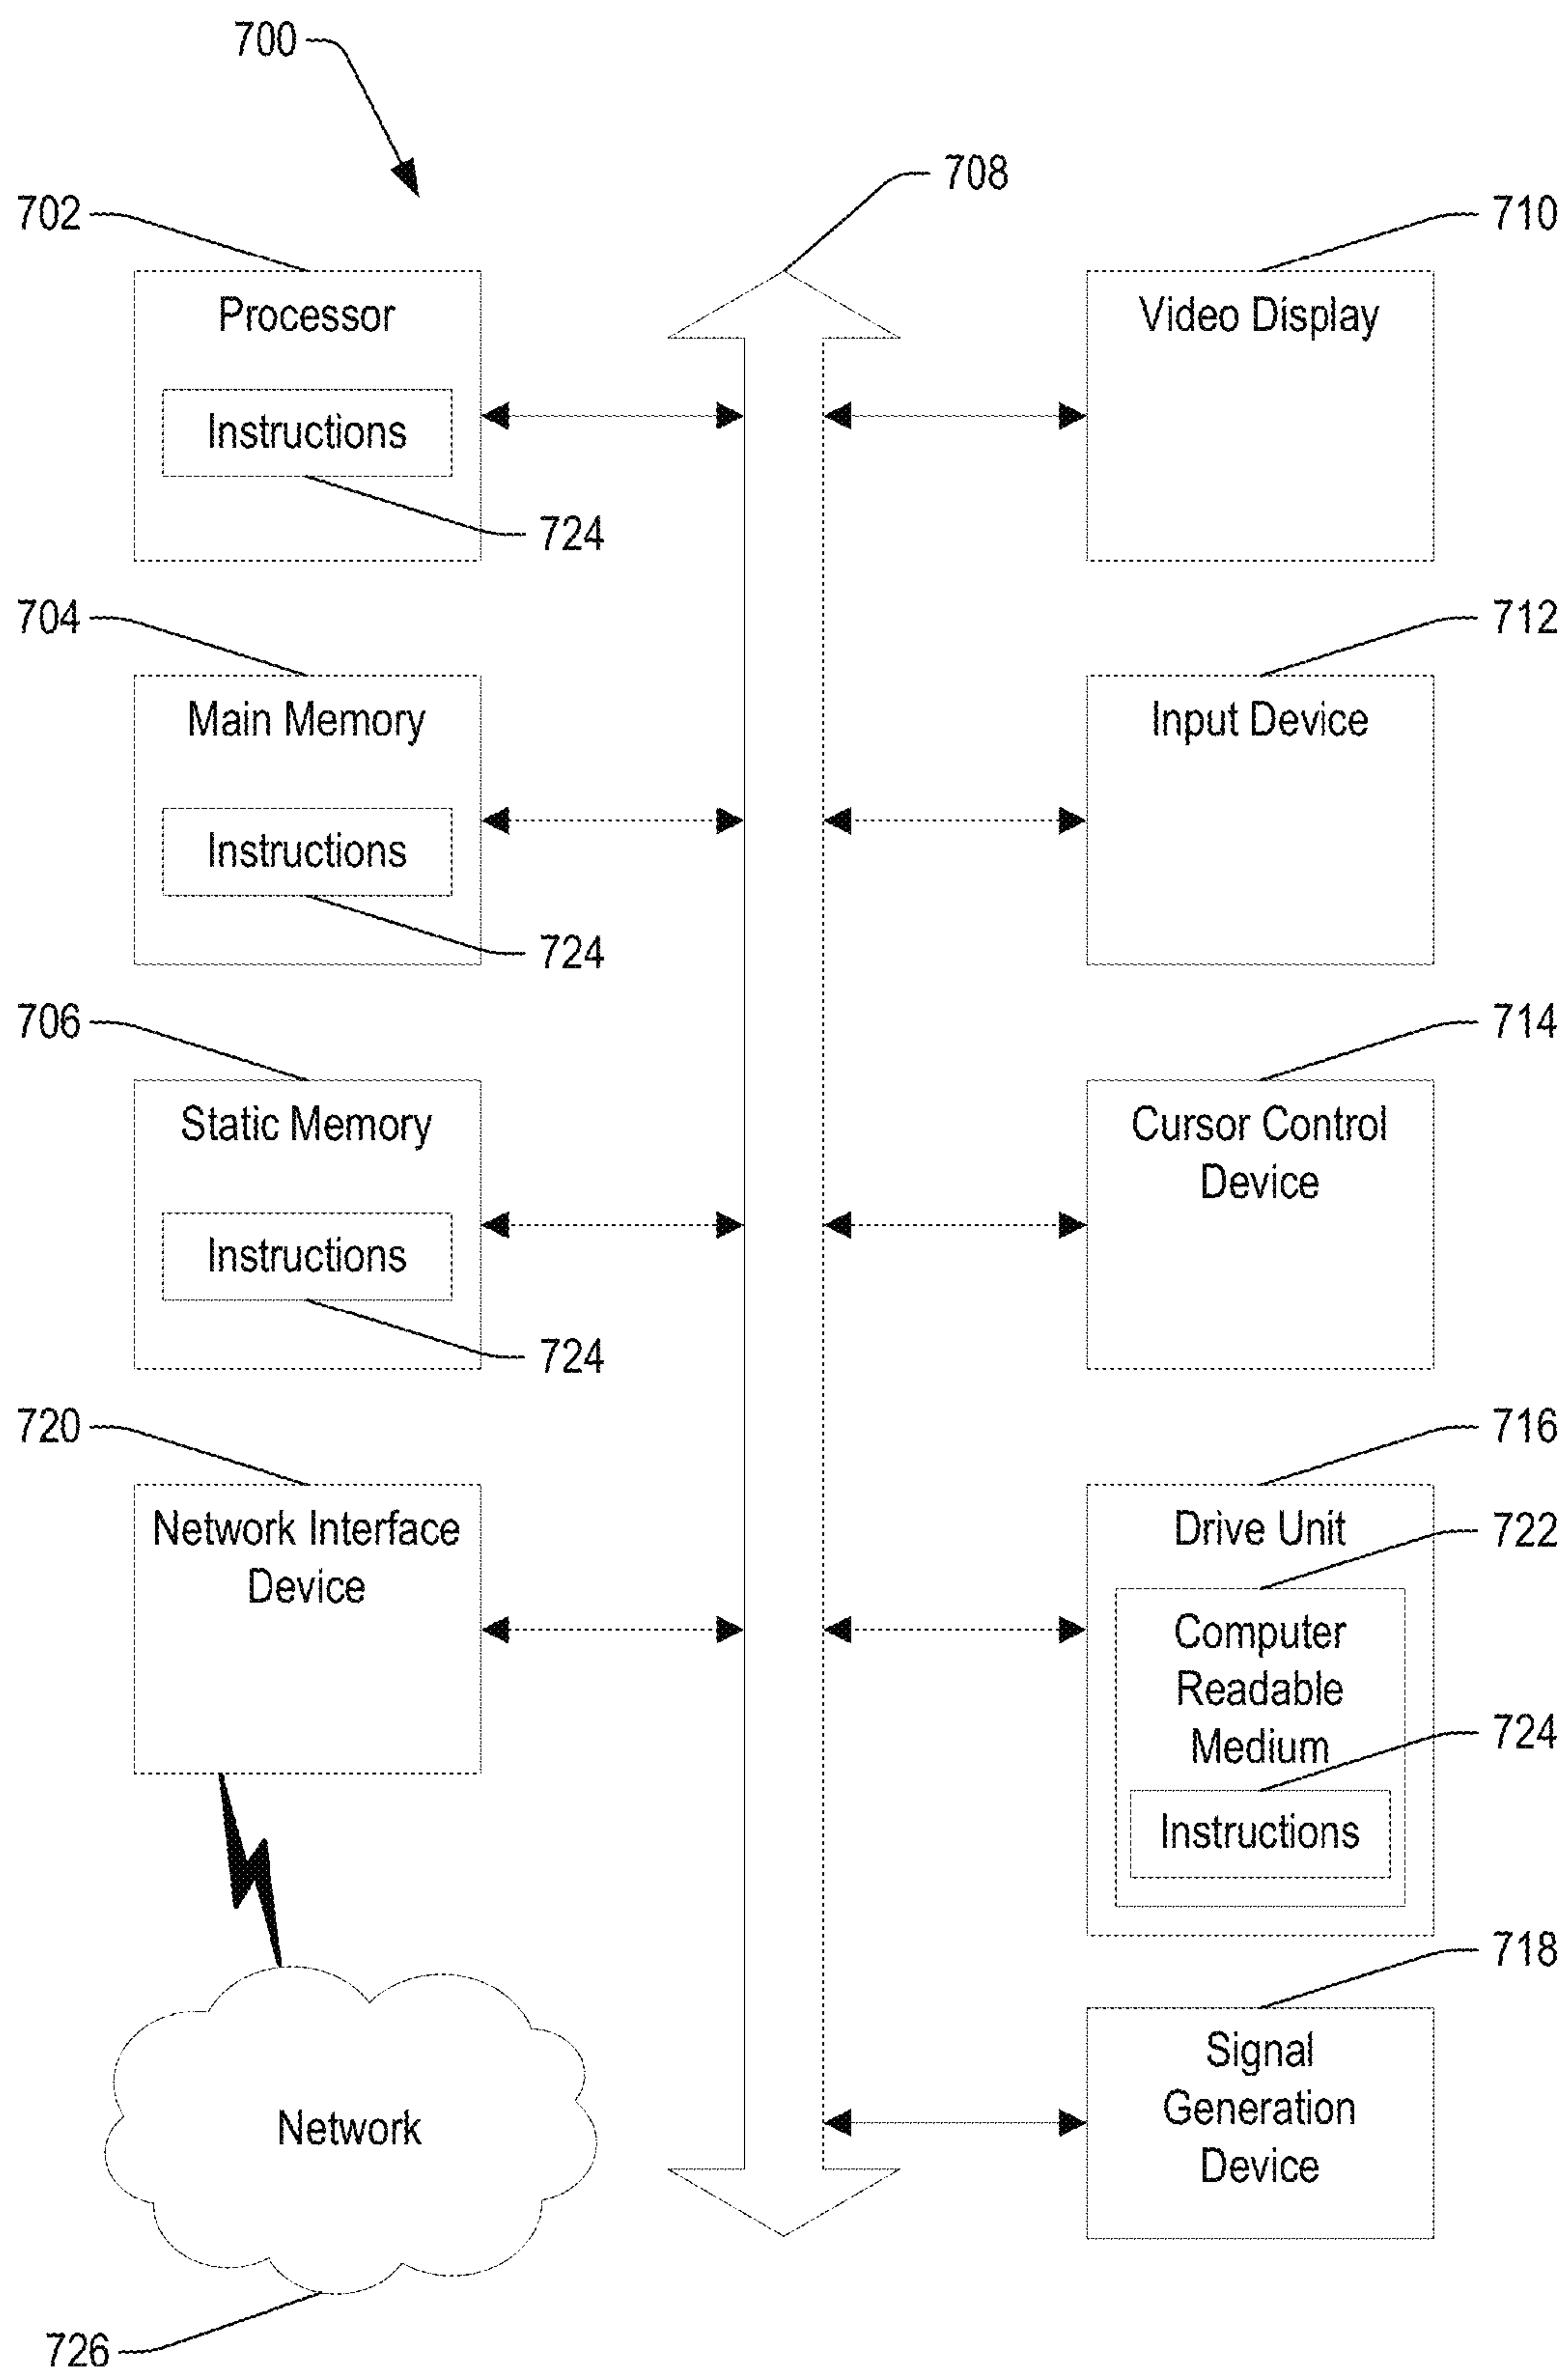 700
708
702
710
Processor
Instructions
724
Video Display
704
712
Main Memory
Instructions
724
Input Device
706
714
Static Memory
Instructions
724
Cursor Control
Device
720
716
Network Interface
Device
Drive Unit
722
Computer
Readable
Medium
724
Instructions
718
Signal
Generation
Device
Network
726